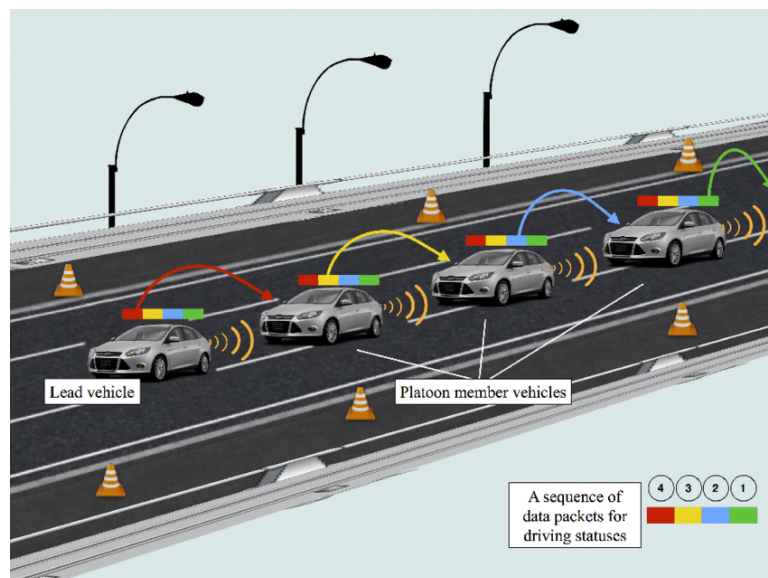 Lead vehicle
Platoon member vehicles
A sequence of
data packets for
driving statuses
4 3 2 1